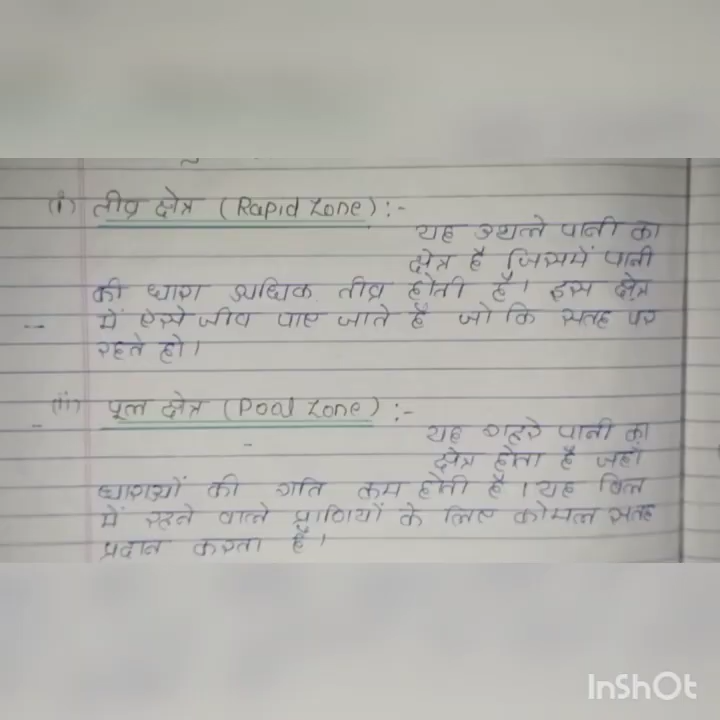 (i) तीव्र क्षेत्र (Rapid Zone) :-
यह उथले पानी का
क्षेत्र है जिसमें पानी
की धारा अधिक तीव्र होती है। इस क्षेत्र
में ऐसे जीव पाए जाते है जो कि सतह पर
रहते हो।
(ii) पूल क्षेत्र (Pool Zone) :-
यह गहरे पानी का
क्षेत्र होता है जहाँ
धाराओं की गति कम होती है। यह बिल
में रहने वाले प्राणियों के लिए कोमल सतह
प्रदान करता है।
InShOt